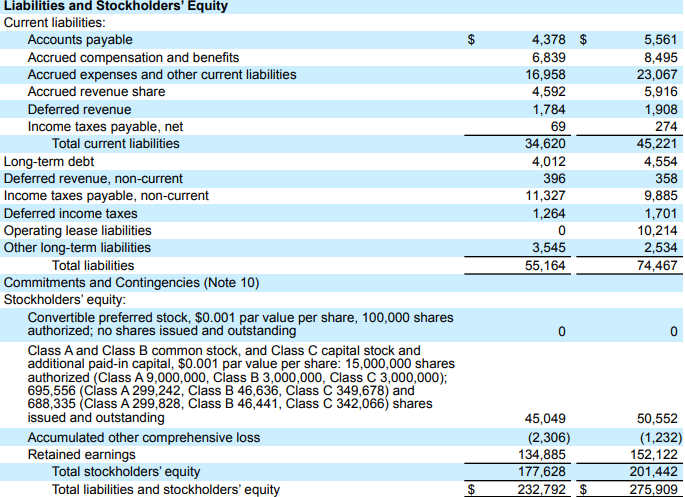 Liabilities and Stockholders’ Equity
Current liabilities:
Accounts payable $ 4,378 $ 5,561
Accrued compensation and benefits 6,839 8,495
Accrued expenses and other current liabilities 16,958 23,067
Accrued revenue share 4,592 5,916
Deferred revenue 1,784 1,908
Income taxes payable, net 69 274
Total current liabilities 34,620 45,221
Long-term debt 4,012 4,554
Deferred revenue, non-current 396 358
Income taxes payable, non-current 11,327 9,885
Deferred income taxes 1,264 1,701
Operating lease liabilities 0 10,214
Other long-term liabilities 3,545 2,534
Total liabilities 55,164 74,467
Commitments and Contingencies (Note 10)
Stockholders’ equity:
Convertible preferred stock, $0.001 par value per share, 100,000 shares
authorized; no shares issued and outstanding 0 0
Class A and Class B common stock, and Class C capital stock and
additional paid-in capital, $0.001 par value per share: 15,000,000 shares
authorized (Class A 9,000,000, Class B 3,000,000, Class C 3,000,000);
695,556 (Class A 299,242, Class B 46,636, Class C 349,678) and
688,335 (Class A 299,828, Class B 46,441, Class C 342,066) shares
issued and outstanding 45,049 50,552
Accumulated other comprehensive loss (2,306) (1,232)
Retained earnings 134,885 152,122
Total stockholders’ equity 177,628 201,442
Total liabilities and stockholders’ equity $ 232,792 $ 275,909